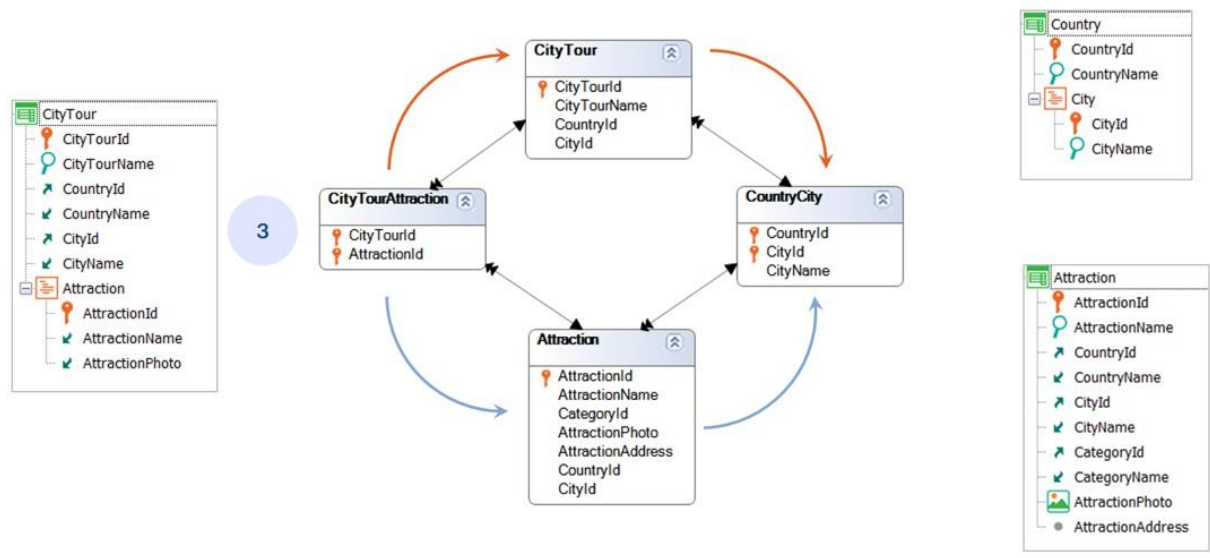 CityTour
CityTourId
CityTourName
CountryId
CountryName
CityId
CityName
Attraction
AttractionId
AttractionName
AttractionPhoto
3
CityTour
CityTourId
CityTourName
CountryId
CityId
CityTourAttraction
CityTourId
AttractionId
CountryCity
CountryId
CityId
CityName
Attraction
AttractionId
AttractionName
CategoryId
AttractionPhoto
AttractionAddress
CountryId
CityId
Country
CountryId
CountryName
City
CityId
CityName
Attraction
AttractionId
AttractionName
CountryId
CountryName
CityId
CityName
CategoryId
CategoryName
AttractionPhoto
AttractionAddress